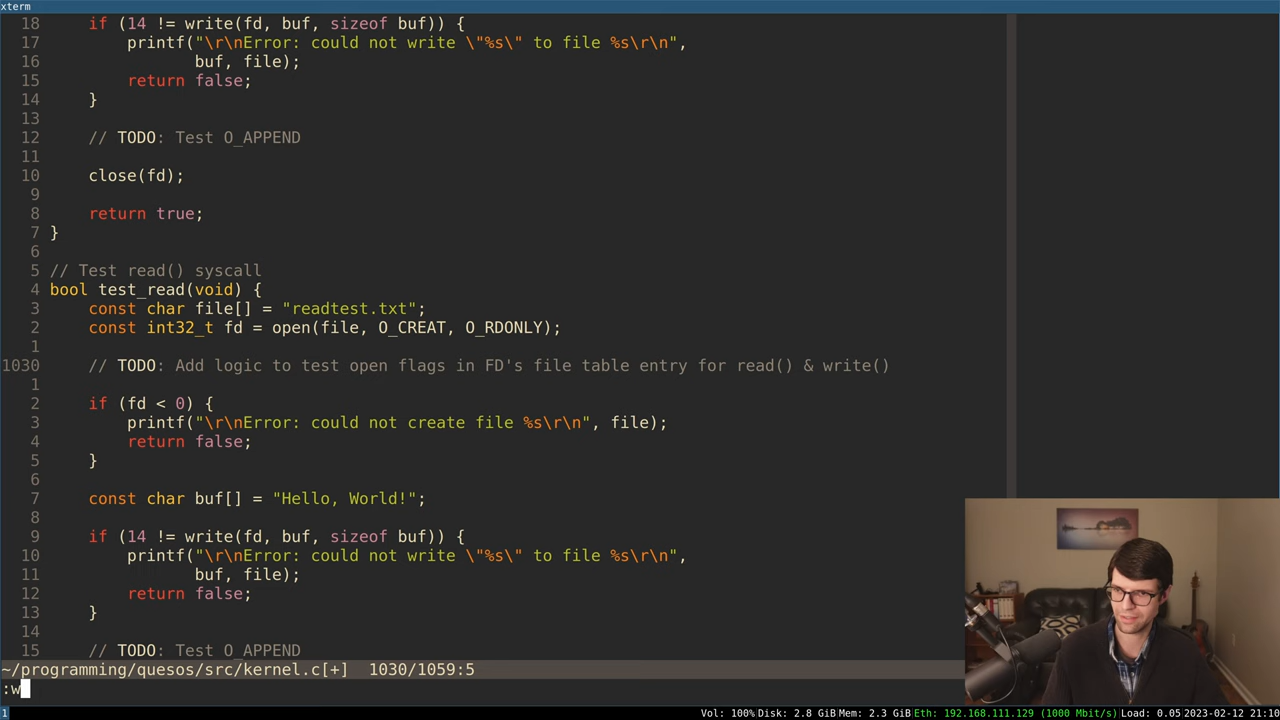 xterm
18 if (14 != write(fd, buf, sizeof buf)) {
17 printf("\r\nError: could not write \"%s\" to file %s\r\n",
16 buf, file);
15 return false;
14 }
13
12 // TODO: Test O_APPEND
11
10 close(fd);
9
8 return true;
7 }
6
5 // Test read() syscall
4 bool test_read(void) {
3 const char file[] = "readtest.txt";
2 const int32_t fd = open(file, O_CREAT, O_RDONLY);
1
1030 // TODO: Add logic to test open flags in FD's file table entry for read() & write()
1
2 if (fd < 0) {
3 printf("\r\nError: could not create file %s\r\n", file);
4 return false;
5 }
6
7 const char buf[] = "Hello, World!";
8
9 if (14 != write(fd, buf, sizeof buf)) {
10 printf("\r\nError: could not write \"%s\" to file %s\r\n",
11 buf, file);
12 return false;
13 }
14
15 // TODO: Test O_APPEND
~/programming/quesos/src/kernel.c[+] 1030/1059:5
:w
1 Vol: 100% Disk: 2.8 GiB Mem: 2.3 GiB Eth: 192.168.111.129 (1000 Mbit/s) Load: 0.05 2023-02-12 21:10